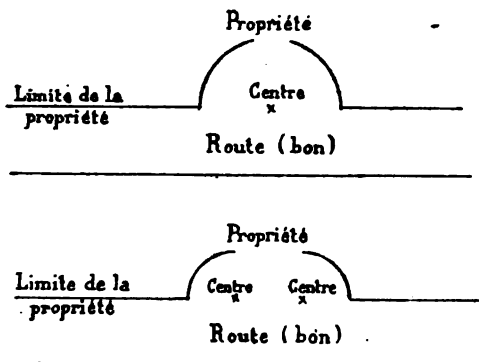 Propriété
Limite de la
propriété
Centre
Route (bon)
Propriété
Limite de la
propriété
Centre Centre
Route (bon)